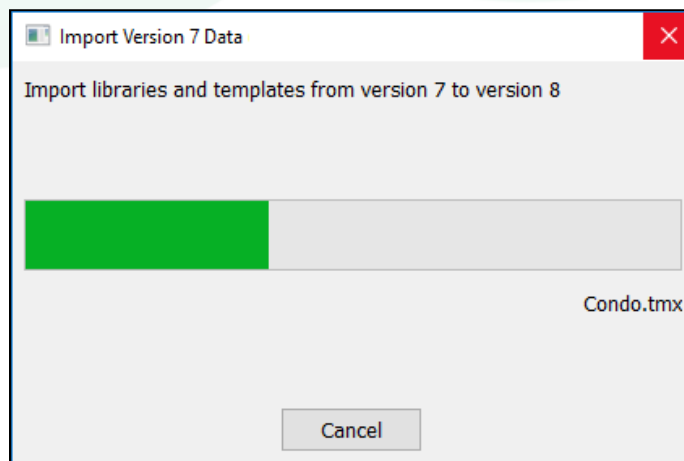 Import Version 7 Data
Import libraries and templates from version 7 to version 8
Condo.tmx
Cancel